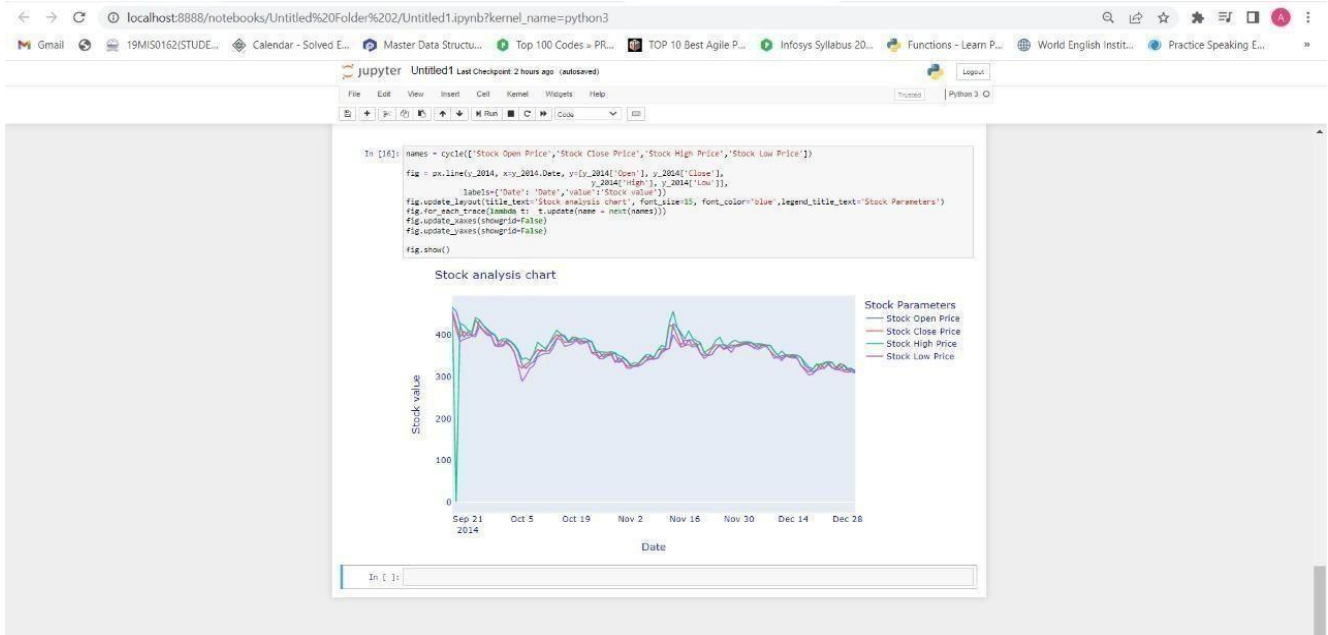 localhost:8888/notebooks/Untitled%20Folder%202/Untitled1.ipynb?kernel_name=python3
A
Gmail 19MIS0162(STUDE... Calendar - Solved E... Master Data Structu... Top 100 Codes » PR... TOP 10 Best Agile P... Infosys Syllabus 20... Functions - Learn P... World English Instit... Practice Speaking E... »
jupyter Untitled1 Last Checkpoint: 2 hours ago (autosaved) Logout
File Edit View Insert Cell Kernel Widgets Help Trusted Python 3
Run Code
In [16]: names = cycle(['Stock Open Price','Stock Close Price','Stock High Price','Stock Low Price'])
fig = px.line(y_2014, x=y_2014.Date, y=[y_2014['Open'], y_2014['Close'],
y_2014['High'], y_2014['Low']],
labels={'Date': 'Date','value':'Stock value'})
fig.update_layout(title_text='Stock analysis chart', font_size=15, font_color='blue',legend_title_text='Stock Parameters')
fig.for_each_trace(lambda t: t.update(name = next(names)))
fig.update_xaxes(showgrid=False)
fig.update_yaxes(showgrid=False)
fig.show()
Stock analysis chart
Stock Parameters
Stock Open Price
Stock Close Price
Stock High Price
Stock Low Price
Stock value
400
300
200
100
0
Sep 21 Oct 5 Oct 19 Nov 2 Nov 16 Nov 30 Dec 14 Dec 28
2014
Date
In [ ]: